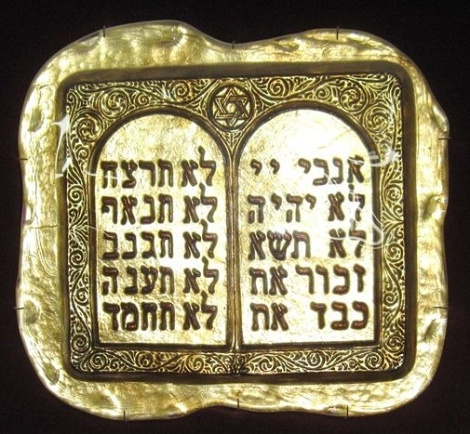 אנכי יי
לא יהיה
לא תשא
זכור את
כבד את
לא תרצח
לא תנאף
לא תגנב
לא תענה
לא תחמד